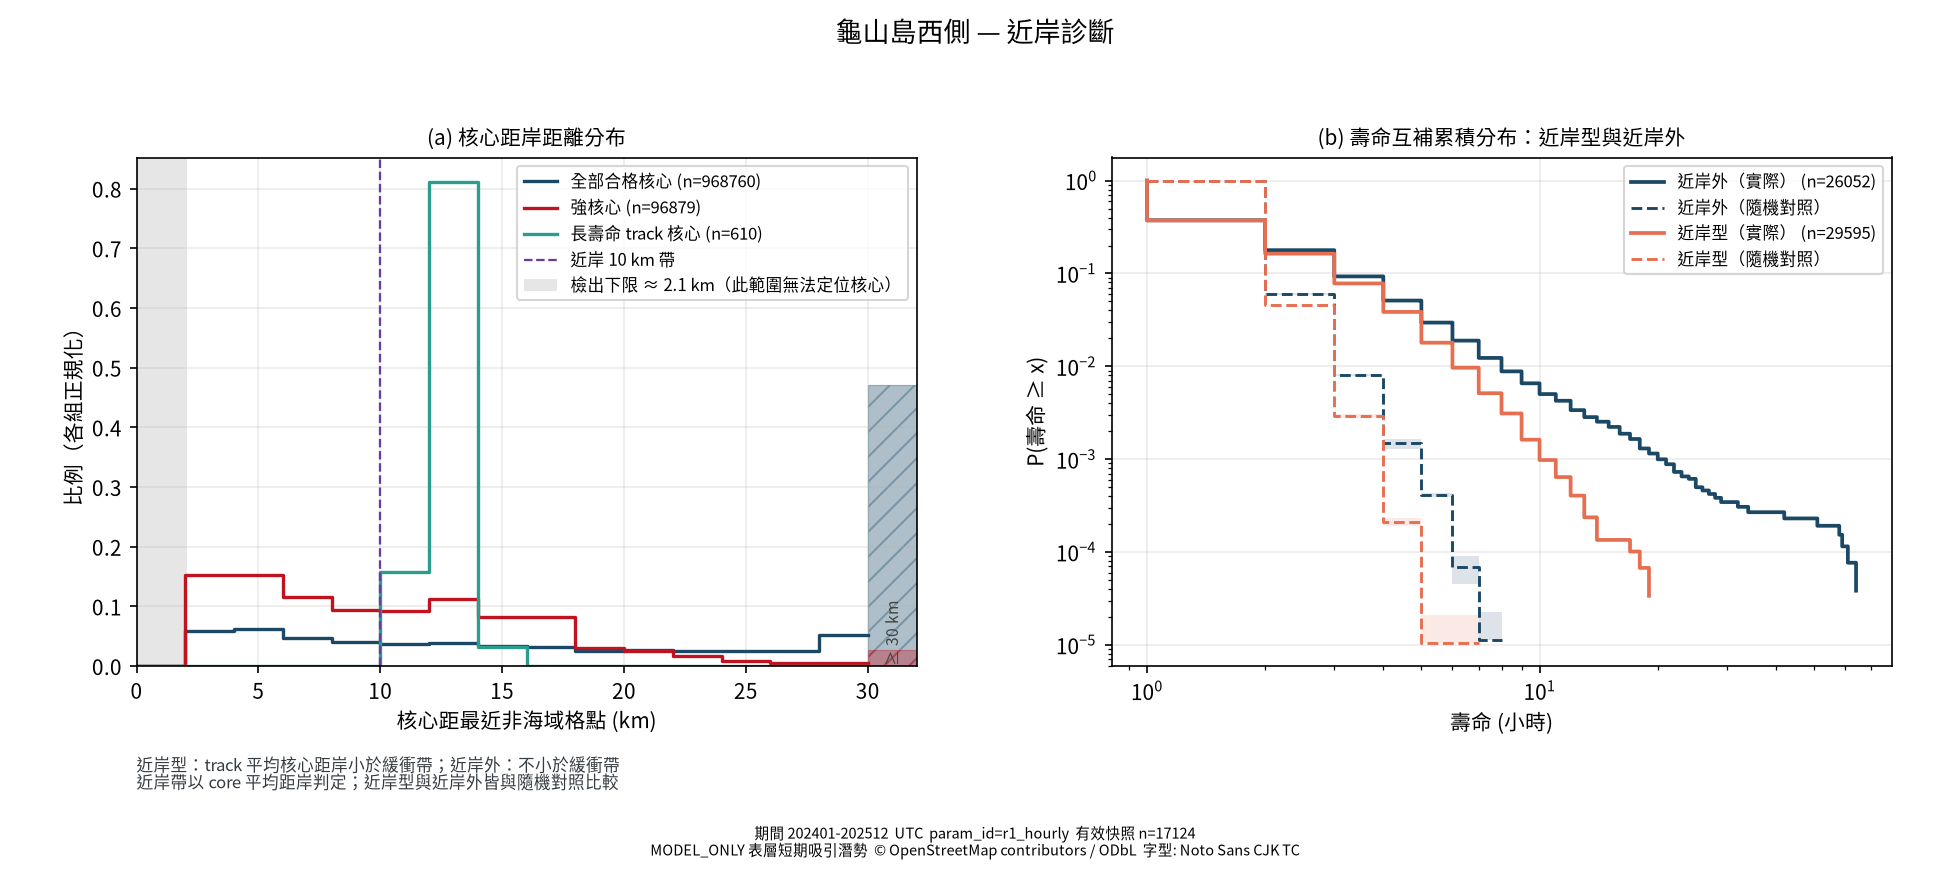 龜山島西側 — 近岸診斷
(a) 核心距岸距離分布
比例（各組正規化）
0.8
0.7
0.6
0.5
0.4
0.3
0.2
0.1
0.0
全部合格核心 (n=968760)
強核心 (n=96879)
長壽命 track 核心 (n=610)
近岸 10 km 帶
檢出下限 ≈ 2.1 km（此範圍無法定位核心）
≥ 30 km
0 5 10 15 20 25 30
核心距最近非海域格點 (km)
近岸型：track 平均核心距岸小於緩衝帶；近岸外：不小於緩衝帶
近岸帶以 core 平均距岸判定；近岸型與近岸外皆與隨機對照比較
(b) 壽命互補累積分布：近岸型與近岸外
P(壽命 ≥ x)
10⁰
10⁻¹
10⁻²
10⁻³
10⁻⁴
10⁻⁵
近岸外（實際） (n=26052)
近岸外（隨機對照）
近岸型（實際） (n=29595)
近岸型（隨機對照）
10⁰ 10¹
壽命 (小時)
期間 202401-202512 UTC param_id=r1_hourly 有效快照 n=17124
MODEL_ONLY 表層短期吸引潛勢 © OpenStreetMap contributors / ODbL 字型: Noto Sans CJK TC